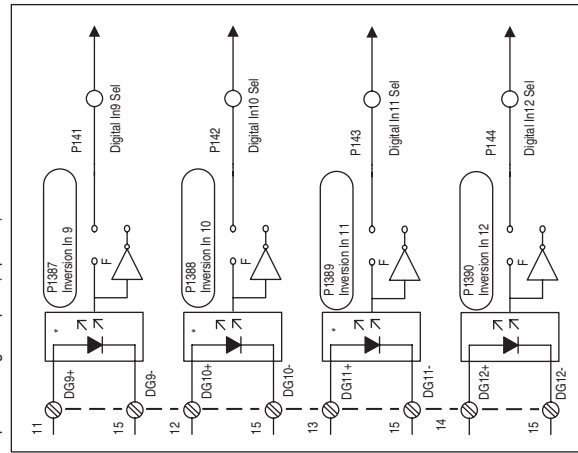 11
DG9+
15
DG9-
*
P1387
Inversion In 9
F
P141
Digital In9 Sel
12
DG10+
15
DG10-
*
P1388
Inversion In 10
F
P142
Digital In10 Sel
13
DG11+
15
DG11-
*
P1389
Inversion In 11
F
P143
Digital In11 Sel
14
DG12+
15
DG12-
*
P1390
Inversion In 12
F
P144
Digital In12 Sel